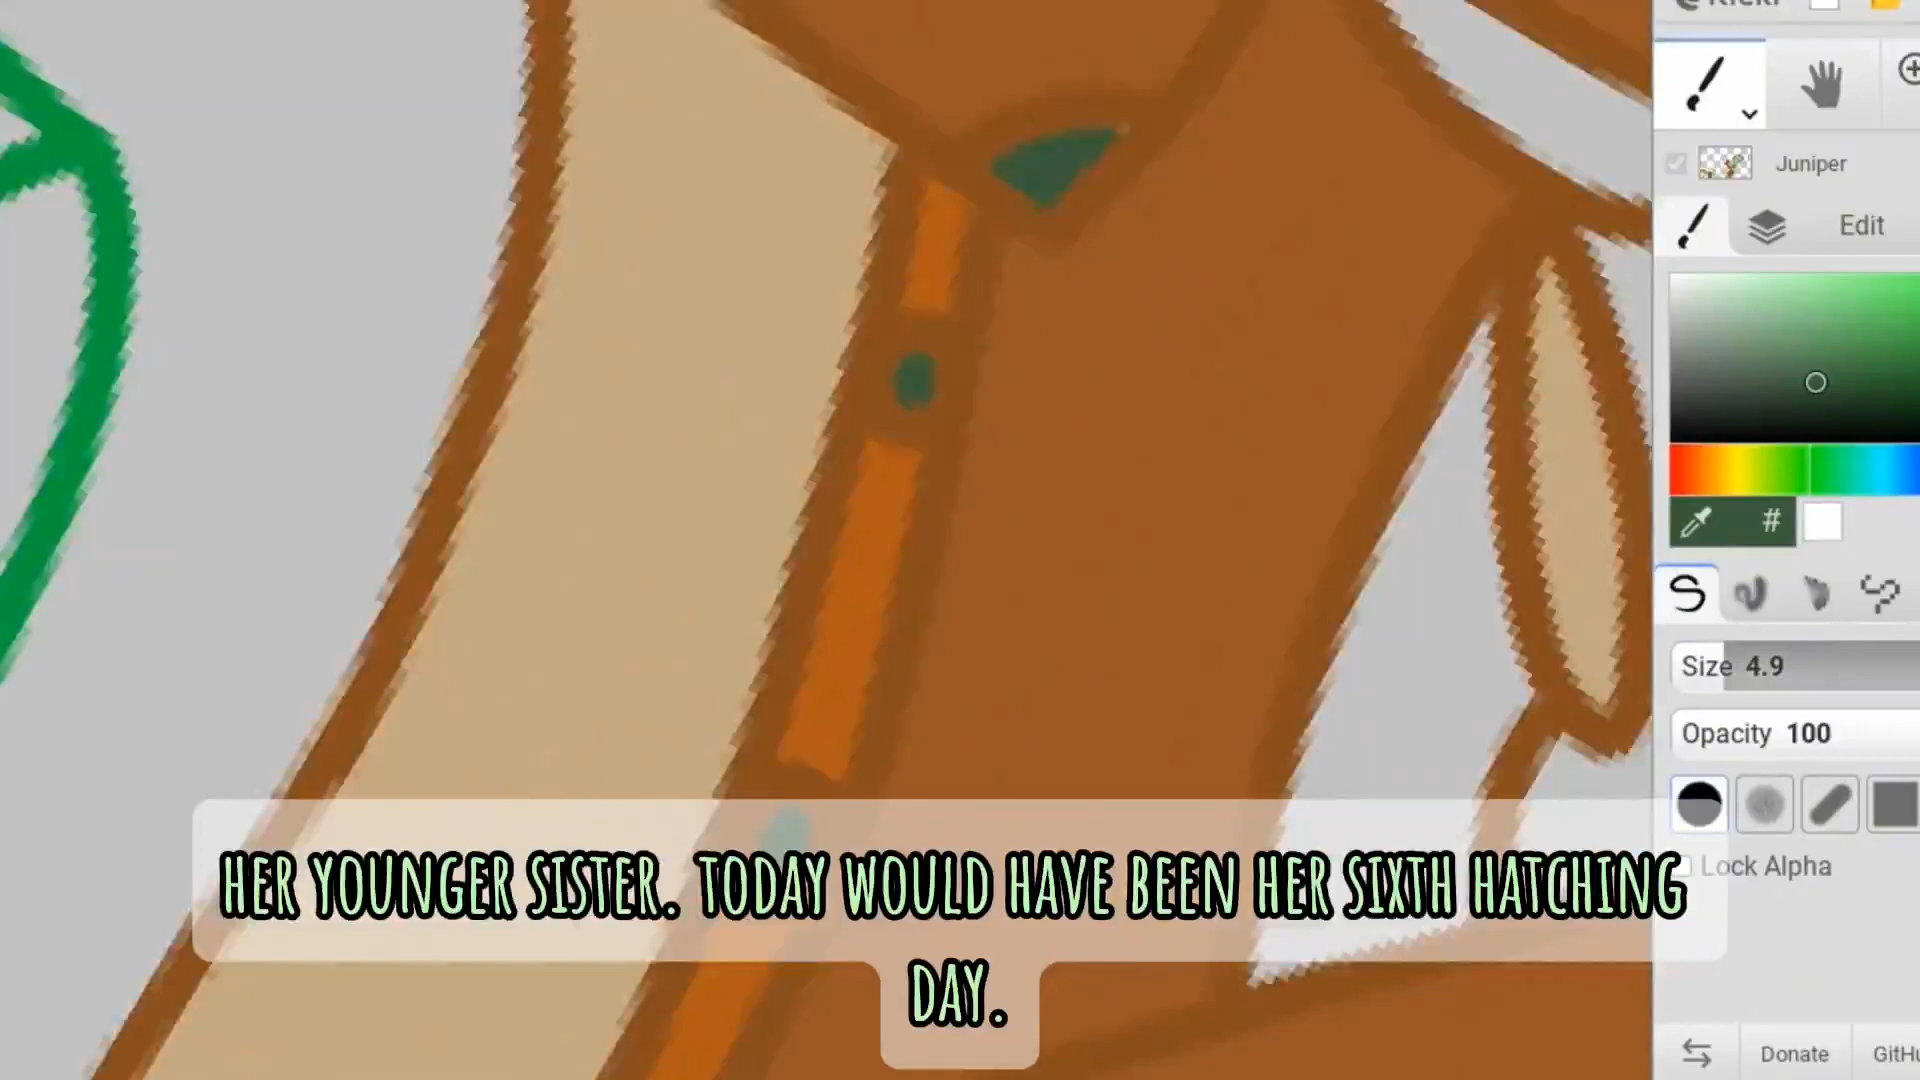 Juniper
Edit
#
Size 4.9
Opacity 100
Lock Alpha
HER YOUNGER SISTER. TODAY WOULD HAVE BEEN HER SIXTH HATCHING
DAY.
Donate